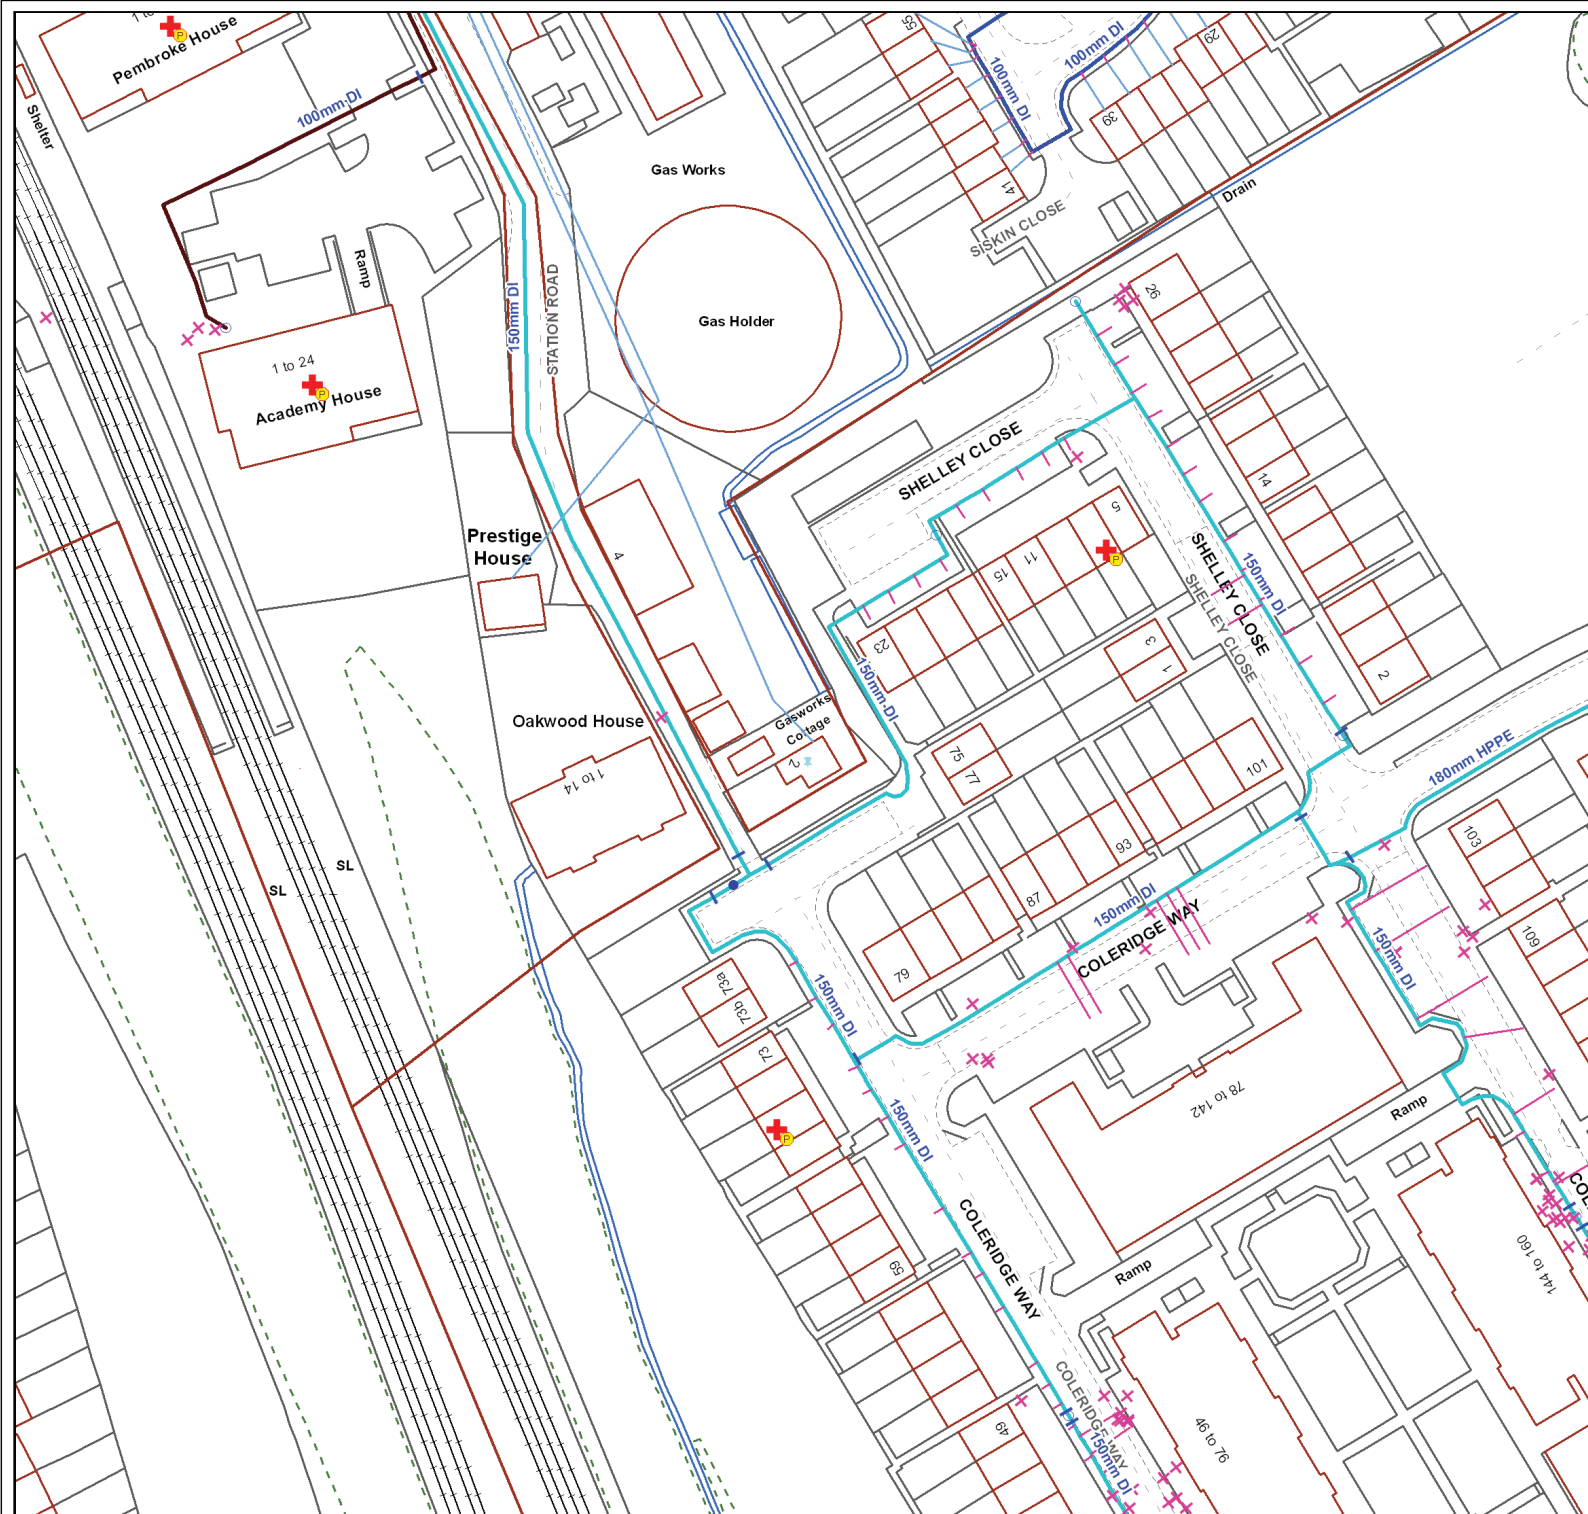 Pembroke House
P
Shelter
100mm DI
55
29
100mm DI
100mm DI
39
41
Gas Works
Drain
SISKIN CLOSE
Ramp
150mm DI
STATION ROAD
Gas Holder
26
1 to 24
P
Academy House
SHELLEY CLOSE
14
5
11
15
P
Prestige
House
4
SHELLEY CLOSE
SHELLEY CLOSE
150mm DI
23
3
1
2
150mm DI
Oakwood House
Gasworks
Cottage
2
75
77
101
180mm HPPE
1 to 14
103
93
87
SL
SL
150mm DI
COLERIDGE WAY
79
109
150mm DI
73a
73b
150mm DI
73
78 to 142
Ramp
150mm DI
P
COLERIDGE WAY
59
Ramp
144 to 160
COLERIDGE WAY
49
46 to 76
150mm DI